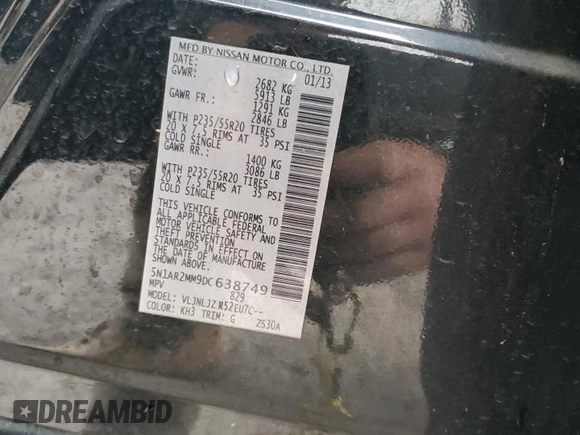 MFD BY NISSAN MOTOR CO., LTD.
DATE: 01/13
GVWR: 2682 KG
5913 LB
GAWR FR.: 1291 KG
2846 LB
WITH P235/55R20 TIRES
20 X 7.5 RIMS AT 35 PSI
COLD SINGLE
GAWR RR.: 1400 KG
3086 LB
WITH P235/55R20 TIRES
20 X 7.5 RIMS AT 35 PSI
COLD SINGLE
THIS VEHICLE CONFORMS TO
ALL APPLICABLE FEDERAL
MOTOR VEHICLE SAFETY AND
THEFT PREVENTION
STANDARDS IN EFFECT ON
THE DATE OF MANUFACTURE
SHOWN ABOVE.
5N1AR2MM9DC638749
MPV 829
MODEL: VLJNLJZ R52EU7C--
COLOR: KH3 TRIM: G 2S30A
DREAMBID